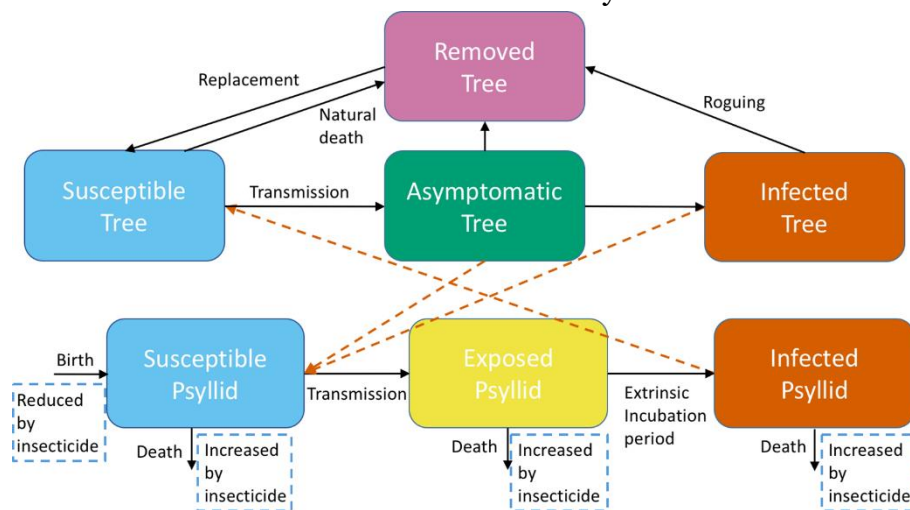 Removed
Tree
Replacement
Natural
death
Roguing
Susceptible
Tree
Transmission
Asymptomatic
Tree
Infected
Tree
Birth
Reduced
by
insecticide
Susceptible
Psyllid
Transmission
Exposed
Psyllid
Extrinsic
Incubation
period
Infected
Psyllid
Death
Increased
by
insecticide
Death
Increased
by
insecticide
Death
Increased
by
insecticide